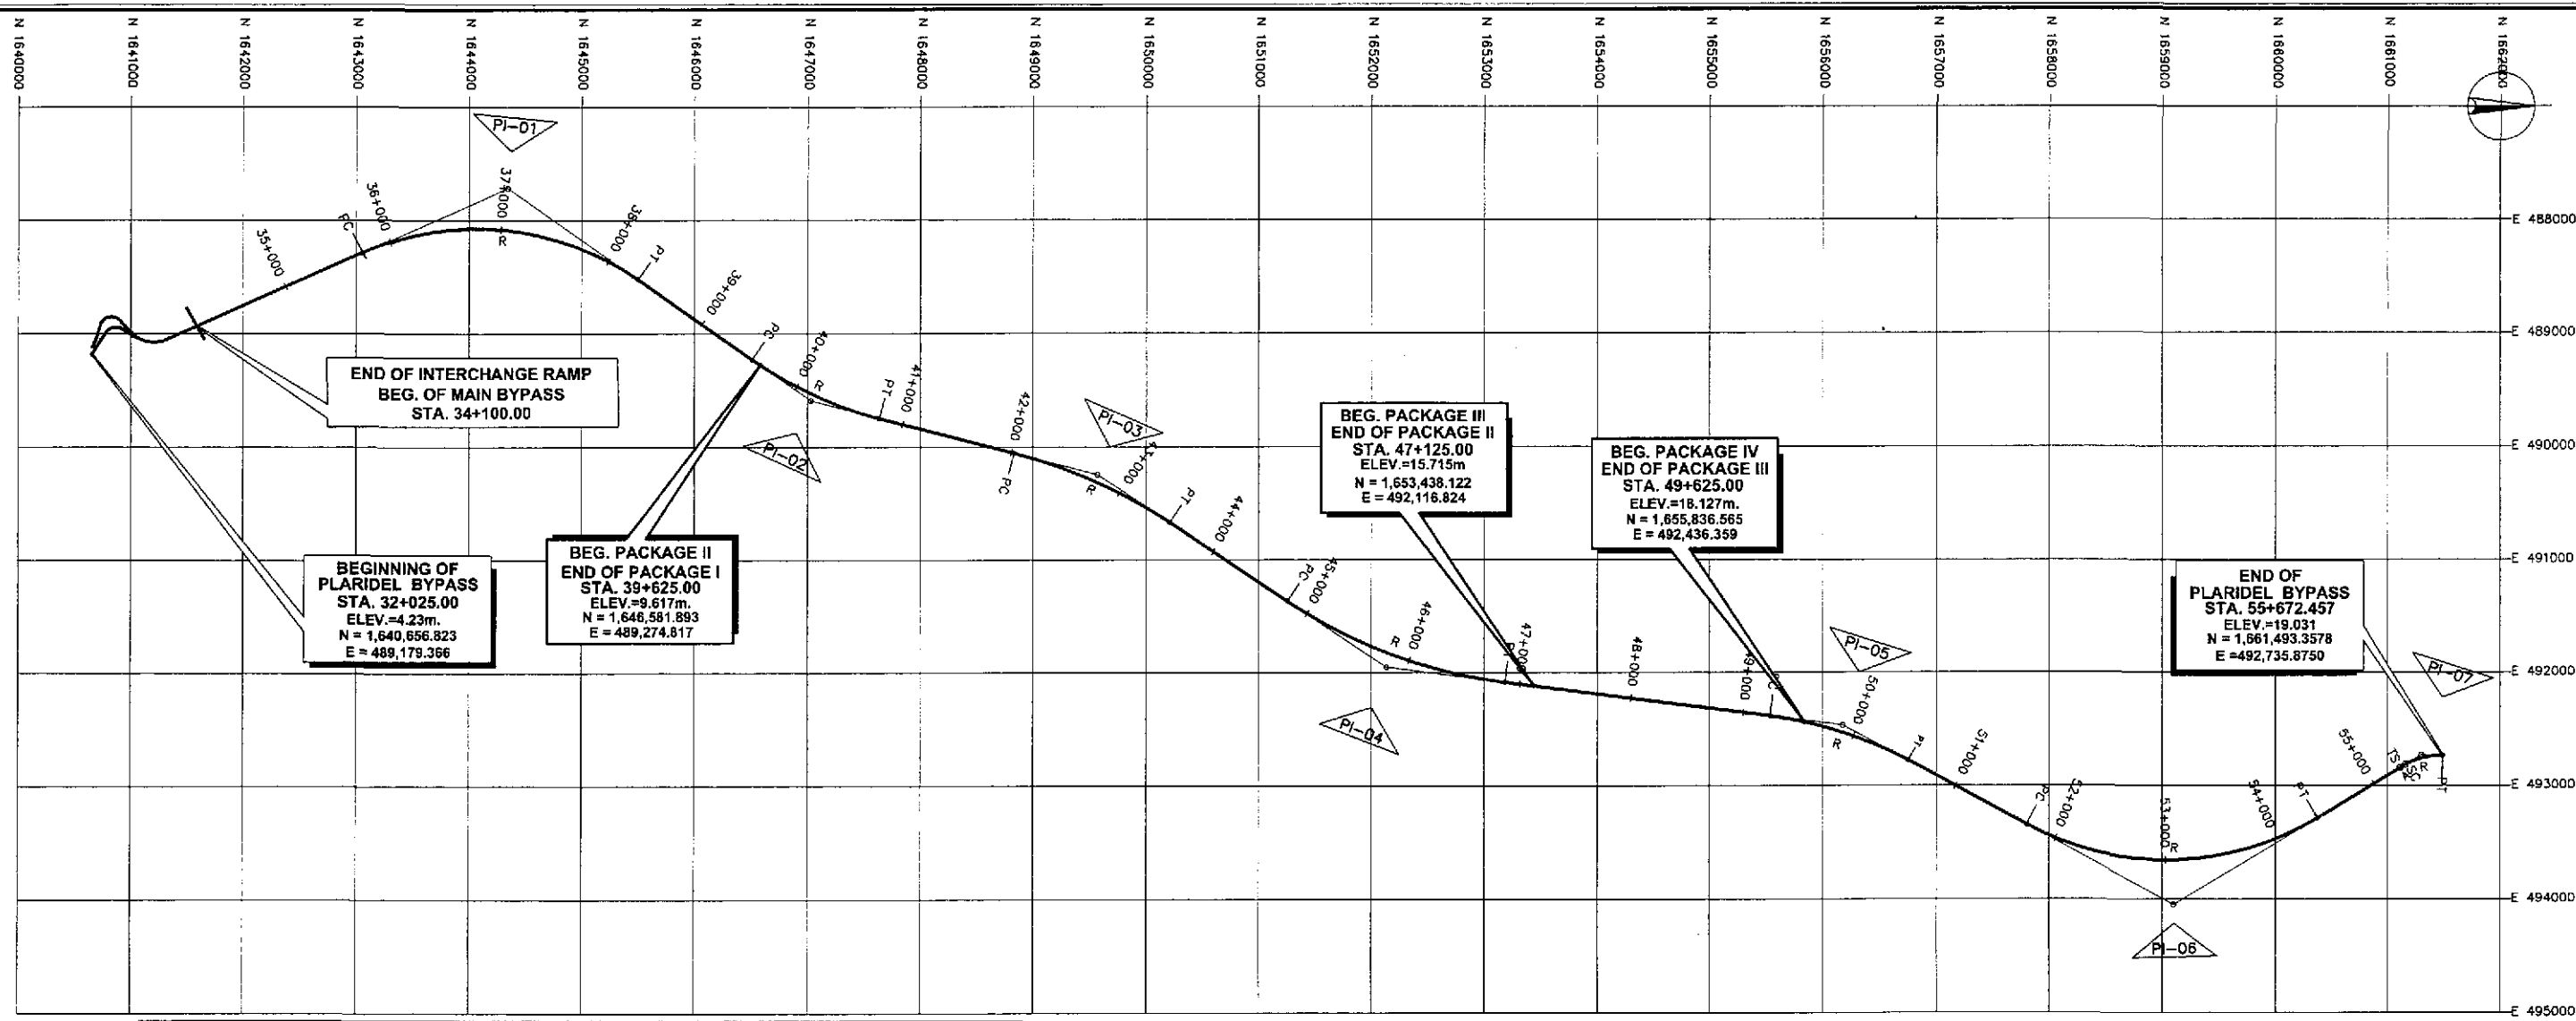 N 1640000
N 1641000
N 1642000
N 1643000
N 1644000
N 1645000
N 1646000
N 1647000
N 1648000
N 1649000
N 1650000
N 1651000
N 1652000
N 1653000
N 1654000
N 1655000
N 1656000
N 1657000
N 1658000
N 1659000
N 1660000
N 1661000
N 1662000
E 488000
E 489000
E 490000
E 491000
E 492000
E 493000
E 494000
E 495000
PI-01
35+000
PC
36+000
37+000
R
38+000
PT
39+000
PC
40+000
R
PT
41+000
42+000
PC
PI-02
PI-03
43+000
R
PT
44+000
PC
45+000
46+000
R
PI-04
47+000
PT
48+000
49+000
PC
PI-05
50+000
R
PT
51+000
PC
52+000
53+000
R
54+000
PT
55+000
TS
SC
R
PT
PI-06
PI-07
END OF INTERCHANGE RAMP
BEG. OF MAIN BYPASS
STA. 34+100.00
BEGINNING OF
PLARIDEL BYPASS
STA. 32+025.00
ELEV.=4.23m.
N = 1,640,656.823
E = 489,179.366
BEG. PACKAGE II
END OF PACKAGE I
STA. 39+625.00
ELEV.=9.617m.
N = 1,646,581.893
E = 489,274.817
BEG. PACKAGE III
END OF PACKAGE II
STA. 47+125.00
ELEV.=15.715m
N = 1,653,438.122
E = 492,116.824
BEG. PACKAGE IV
END OF PACKAGE III
STA. 49+625.00
ELEV.=18.127m.
N = 1,655,836.565
E = 492,436.359
END OF
PLARIDEL BYPASS
STA. 55+672.457
ELEV.=19.031
N = 1,661,493.3578
E =492,735.8750